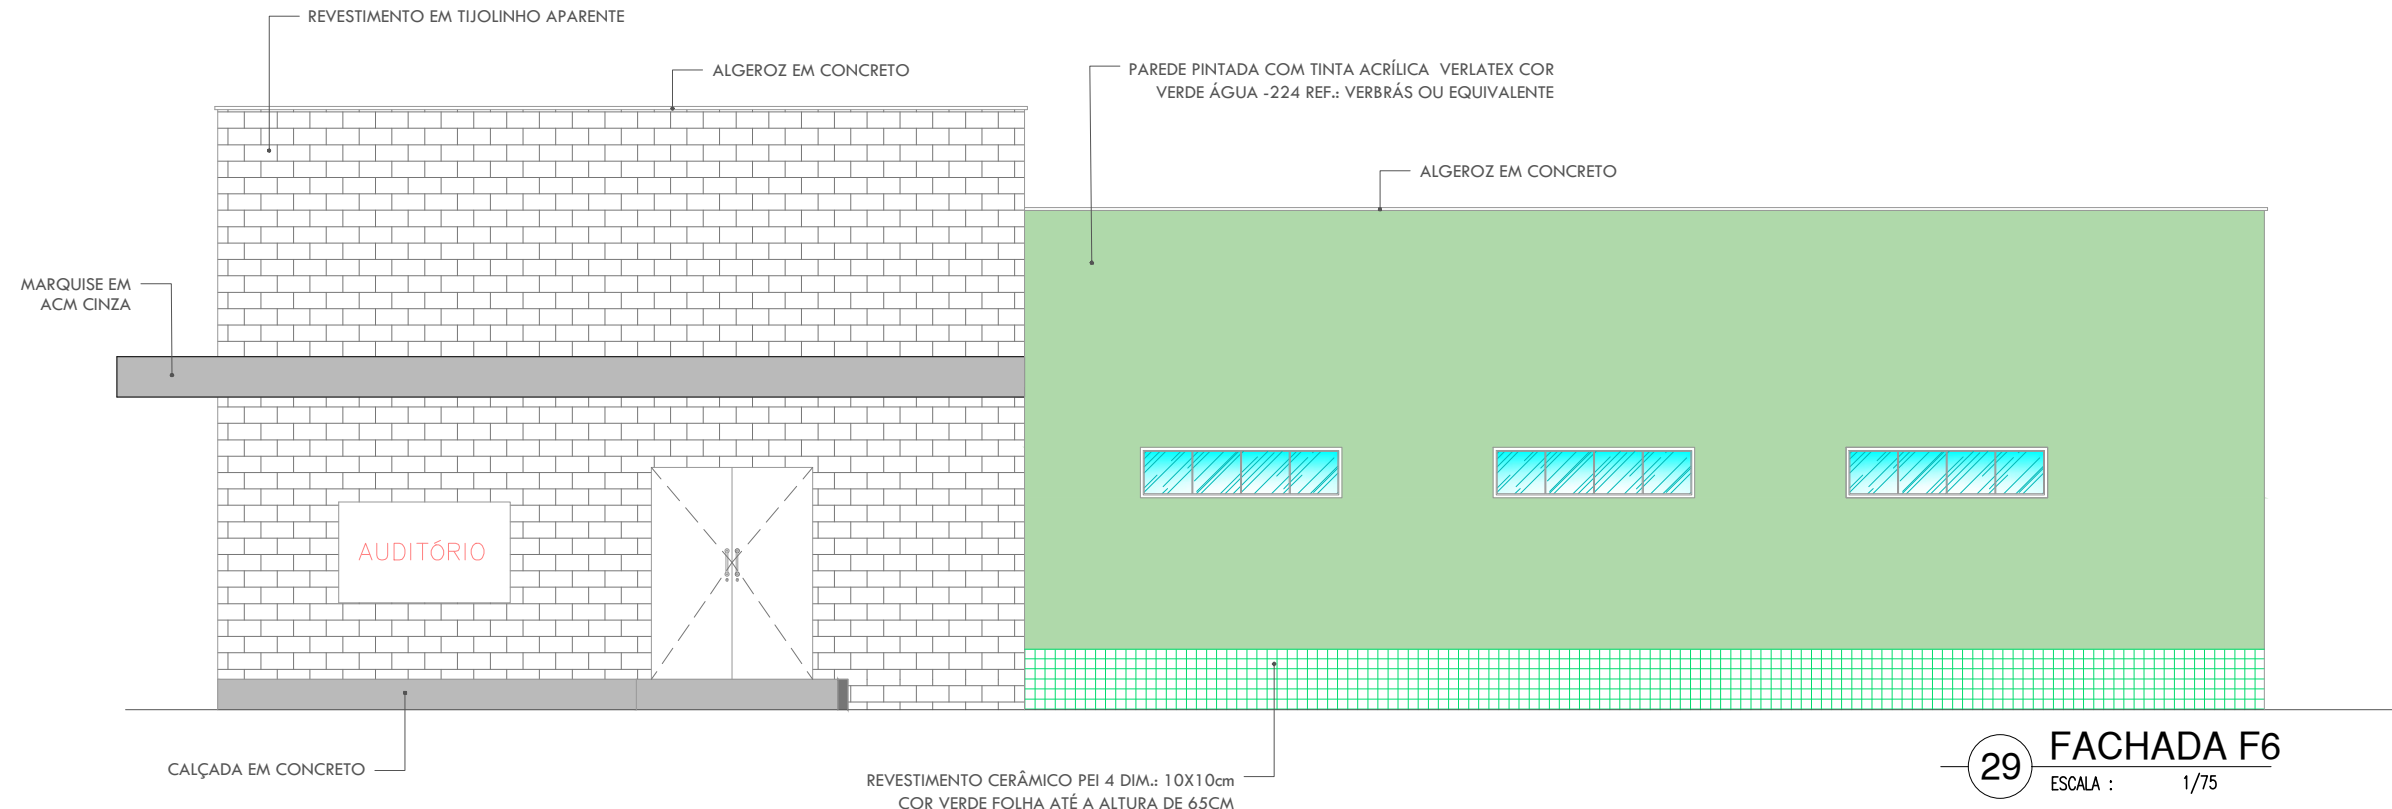 REVESTIMENTO EM TIJOLINHO APARENTE
ALGEROZ EM CONCRETO
PAREDE PINTADA COM TINTA ACRÍLICA VERLATEX COR
VERDE ÁGUA -224 REF.: VERBRÁS OU EQUIVALENTE
ALGEROZ EM CONCRETO
MARQUISE EM
ACM CINZA
AUDITÓRIO
CALÇADA EM CONCRETO
REVESTIMENTO CERÂMICO PEI 4 DIM.: 10X10cm
COR VERDE FOLHA ATÉ A ALTURA DE 65CM
29 FACHADA F6
ESCALA : 1/75